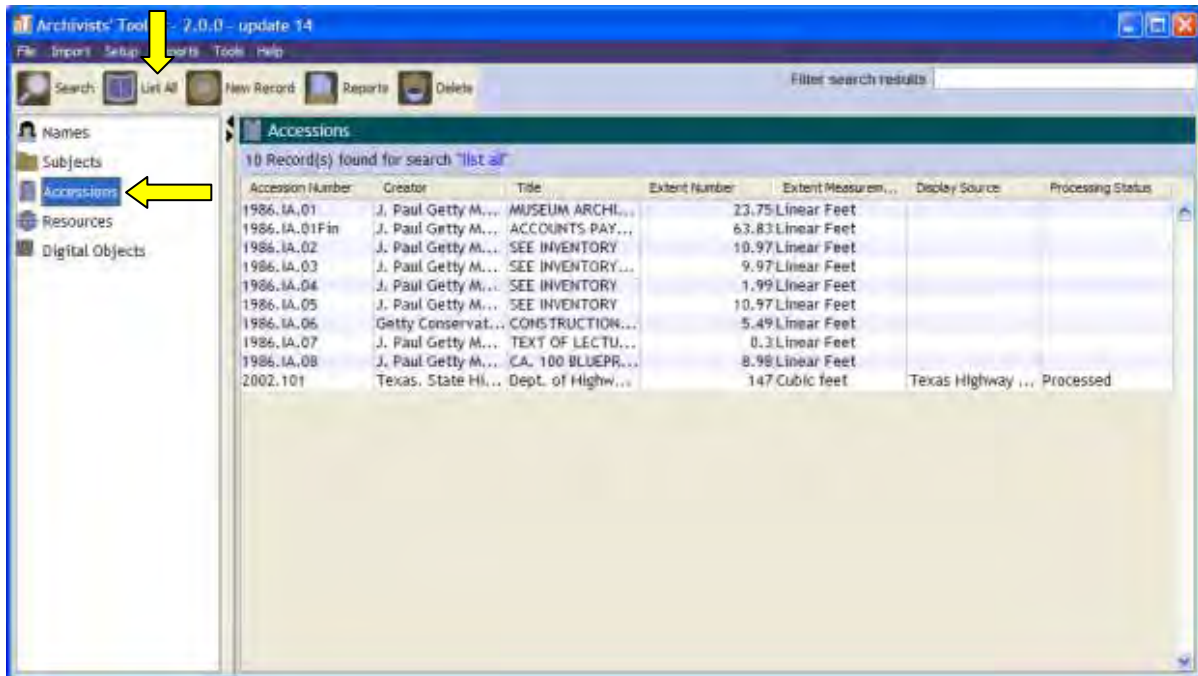 Archivists' Toolkit - 2.0.0 - update 14
File Import Setup Reports Tools Help
Search List All New Record Reports Delete Filter search results
Names
Subjects
Accessions
Resources
Digital Objects
Accessions
10 Record(s) found for search "list all"
Accession Number Creator Title Extent Number Extent Measurem... Display Source Processing Status
1986.IA.01 J. Paul Getty M... MUSEUM ARCHI... 23.75 Linear Feet
1986.IA.01Fin J. Paul Getty M... ACCOUNTS PAY... 63.83 Linear Feet
1986.IA.02 J. Paul Getty M... SEE INVENTORY 10.97 Linear Feet
1986.IA.03 J. Paul Getty M... SEE INVENTORY... 9.97 Linear Feet
1986.IA.04 J. Paul Getty M... SEE INVENTORY 1.99 Linear Feet
1986.IA.05 J. Paul Getty M... SEE INVENTORY 10.97 Linear Feet
1986.IA.06 Getty Conservat... CONSTRUCTION... 5.49 Linear Feet
1986.IA.07 J. Paul Getty M... TEXT OF LECTU... 0.3 Linear Feet
1986.IA.08 J. Paul Getty M... CA. 100 BLUEPR... 8.98 Linear Feet
2002.101 Texas. State Hi... Dept. of Highw... 147 Cubic feet Texas Highway ... Processed